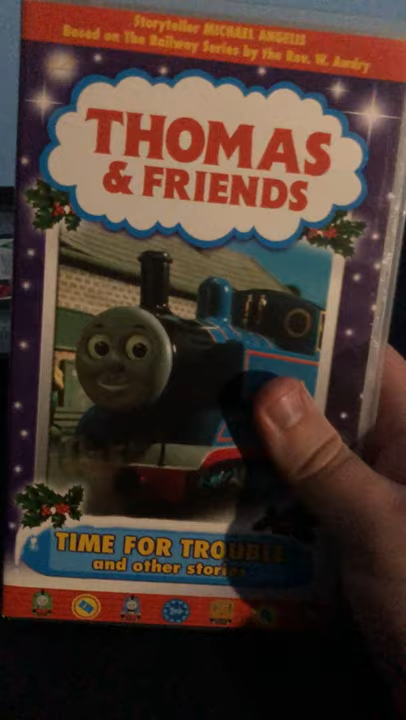 Storyteller MICHAEL ANGELIS
Based on The Railway Series by the Rev. W. Awdry
THOMAS
& FRIENDS
TIME FOR TROUBLE
and other stories